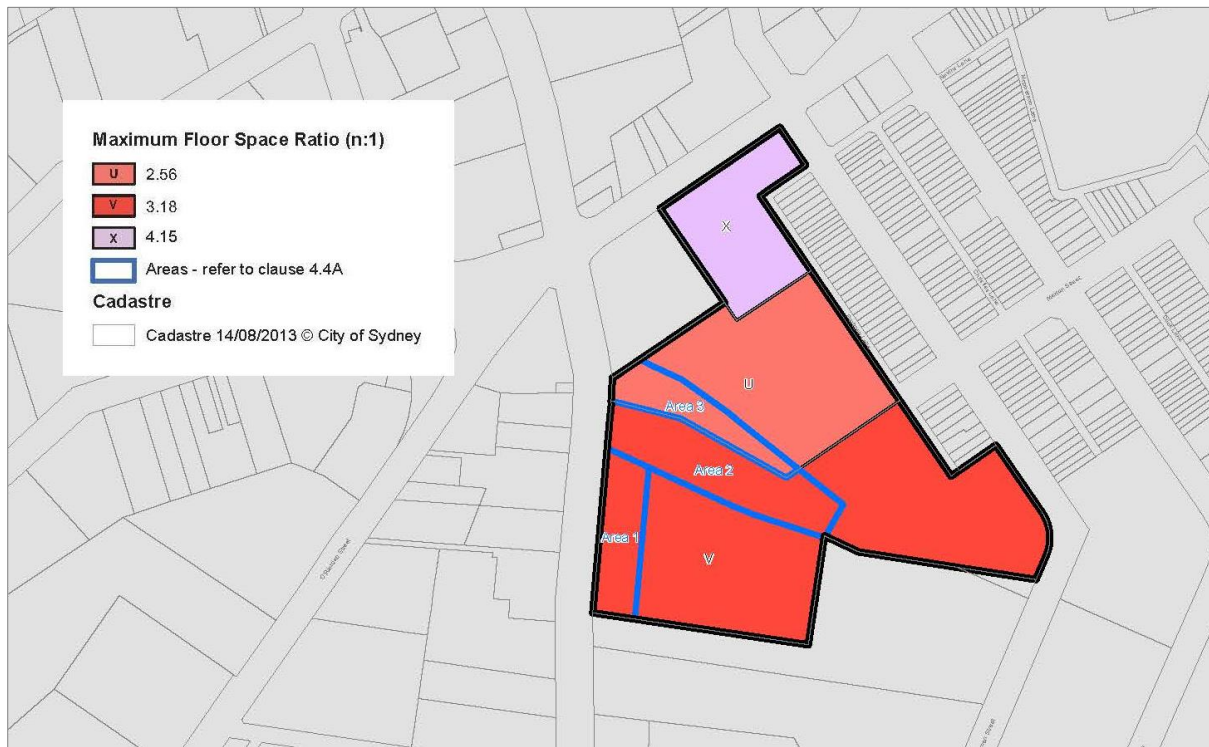 Maximum Floor Space Ratio (n:1)
U 2.56
V 3.18
X 4.15
Areas - refer to clause 4.4A
Cadastre
Cadastre 14/08/2013 © City of Sydney
X
U
Area 3
Area 2
Area 1
V